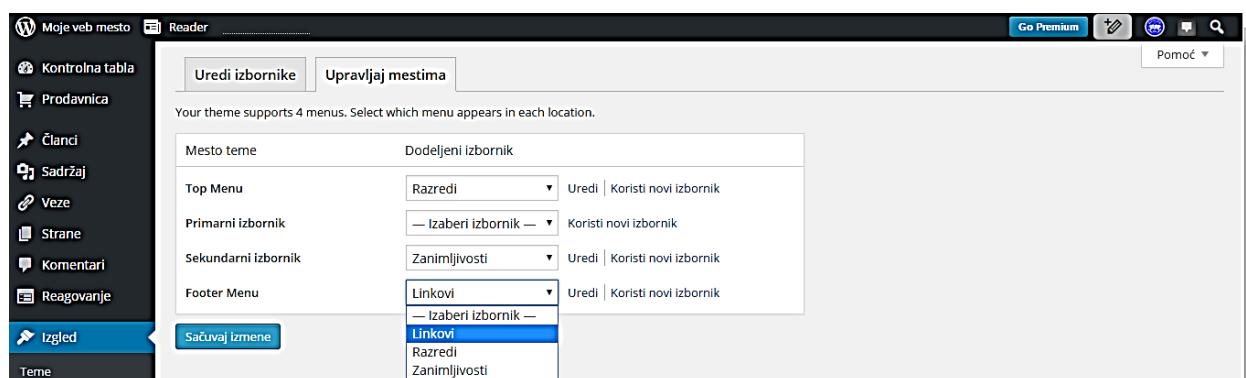 Moje veb mesto Reader Go Premium
Pomoć ▼
Kontrolna tabla
Prodavnica
Članci
Sadržaj
Veze
Strane
Komentari
Reagovanje
Izgled
Teme
Uredi izbornike Upravljaj mestima
Your theme supports 4 menus. Select which menu appears in each location.
Mesto teme Dodeljeni izbornik
Top Menu Razredi Uredi | Koristi novi izbornik
Primarni izbornik — Izaberi izbornik — Koristi novi izbornik
Sekundarni izbornik Zanimljivosti Uredi | Koristi novi izbornik
Footer Menu Linkovi Uredi | Koristi novi izbornik
— Izaberi izbornik —
Linkovi
Razredi
Zanimljivosti
Sačuvaj izmene